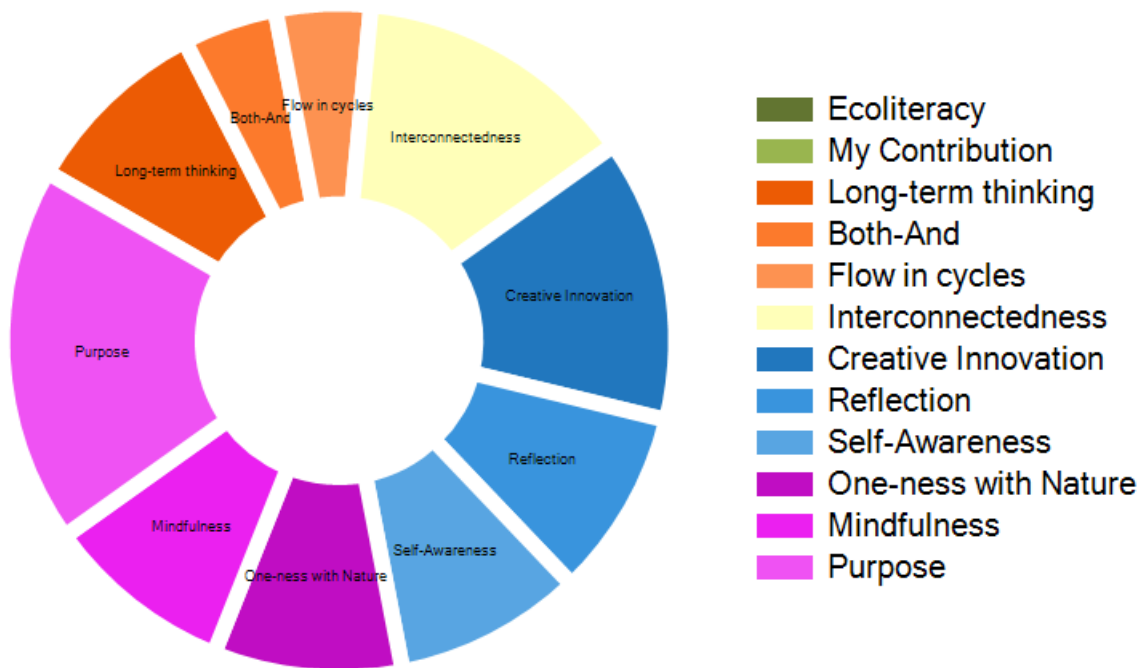 Flow in cycles
Both-And
Interconnectedness
Long-term thinking
Creative Innovation
Purpose
Reflection
Mindfulness
Self-Awareness
One-ness with Nature
Ecoliteracy
My Contribution
Long-term thinking
Both-And
Flow in cycles
Interconnectedness
Creative Innovation
Reflection
Self-Awareness
One-ness with Nature
Mindfulness
Purpose